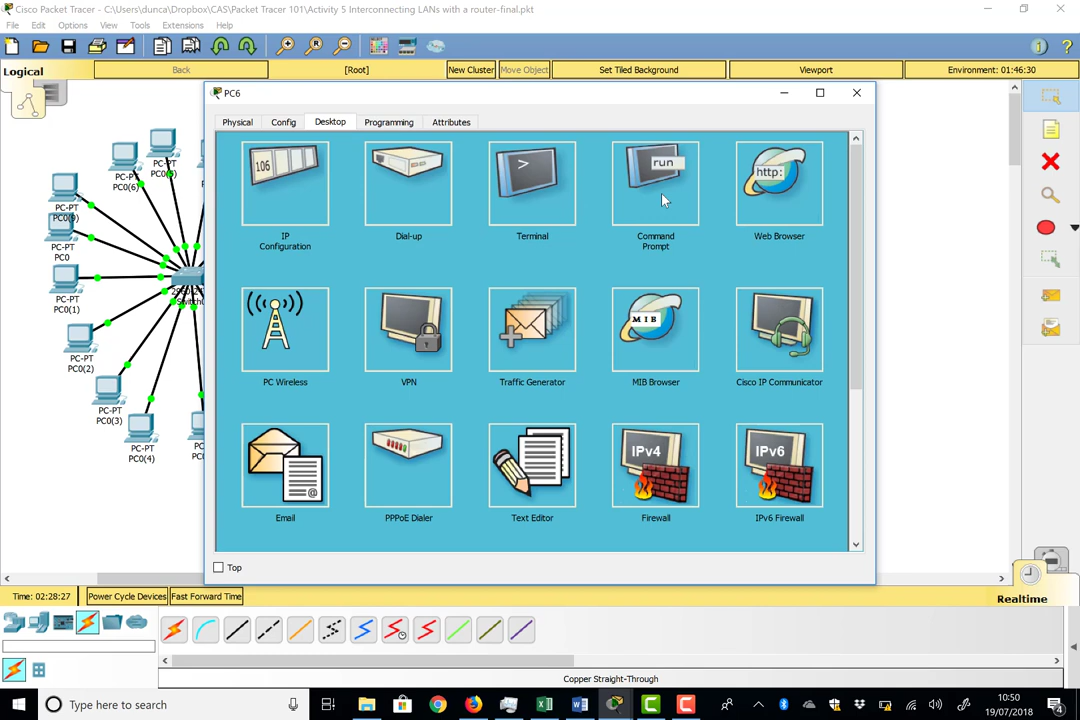 Cisco Packet Tracer - C:\Users\dunca\Dropbox\CAS\Packet Tracer 101\Activity 5 Interconnecting LANs with a router-final.pkt
File Edit Options View Tools Extensions Help
Logical Back [Root] New Cluster Move Object Set Tiled Background Viewport Environment: 01:46:30
PC6
Physical Config Desktop Programming Attributes
106
>
run
http:
IP
Configuration
Dial-up
Terminal
Command
Prompt
Web Browser
MIB
PC Wireless
VPN
Traffic Generator
MIB Browser
Cisco IP Communicator
@
IPv4
IPv6
Email
PPPoE Dialer
Text Editor
Firewall
IPv6 Firewall
Top
PC-PT
PC0(6)
PC-PT
PC-PT
PC0(9)
PC-PT
PC0
PC-PT
PC0(1)
PC-PT
PC0(2)
PC-PT
PC0(3)
PC-PT
PC0(4)
Time: 02:28:27 Power Cycle Devices Fast Forward Time
Realtime
Copper Straight-Through
Type here to search
10:50
19/07/2018
4